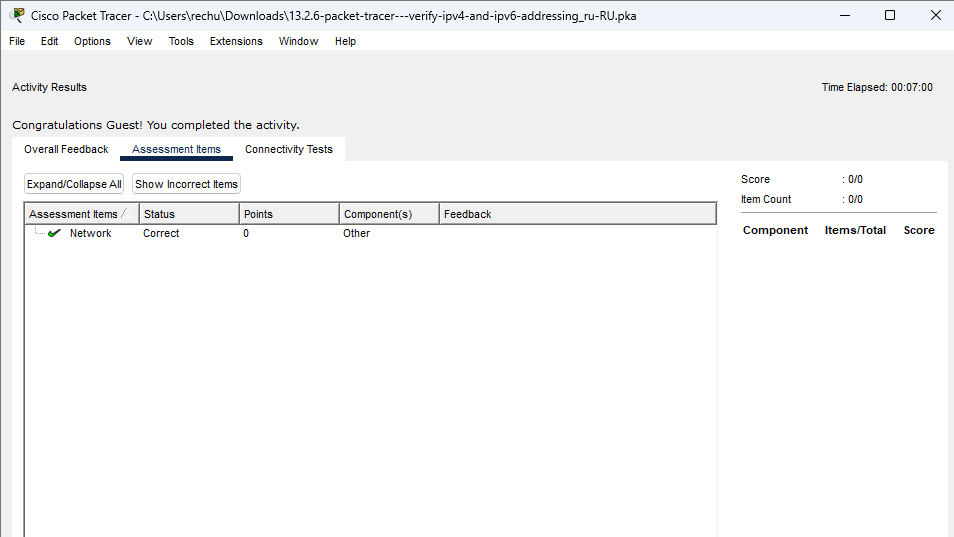 Cisco Packet Tracer - C:\Users\rechu\Downloads\13.2.6-packet-tracer---verify-ipv4-and-ipv6-addressing_ru-RU.pka
File Edit Options View Tools Extensions Window Help
Activity Results Time Elapsed: 00:07:00
Congratulations Guest! You completed the activity.
Overall Feedback Assessment Items Connectivity Tests
Expand/Collapse All Show Incorrect Items
Assessment Items Status Points Component(s) Feedback
Network Correct 0 Other
Score : 0/0
Item Count : 0/0
Component Items/Total Score